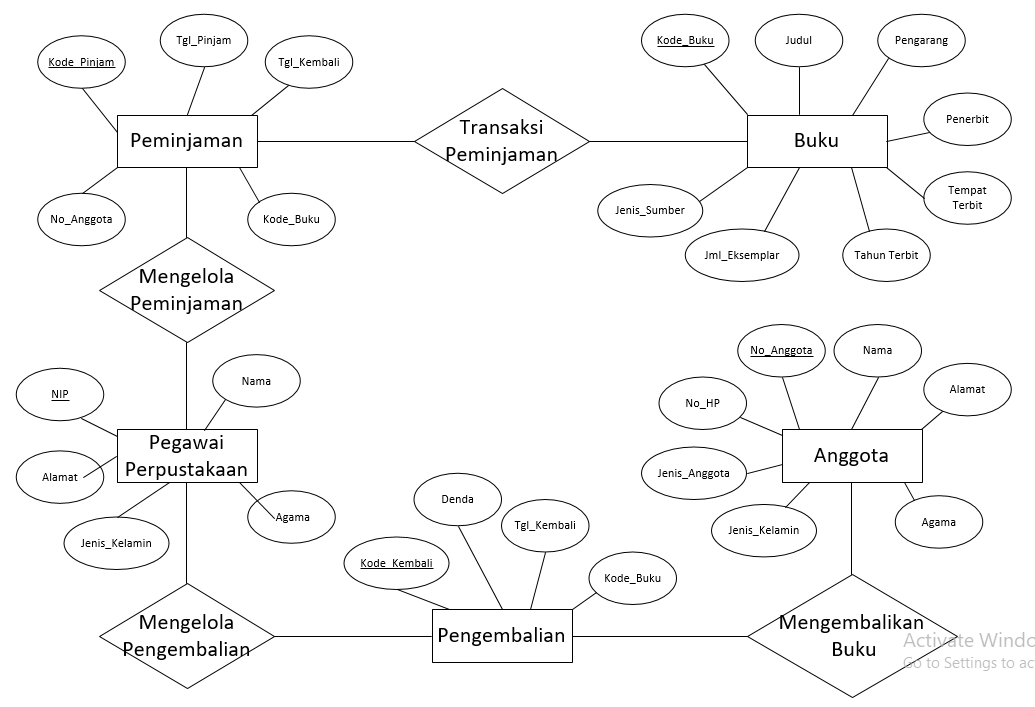 Kode_Pinjam
Tgl_Pinjam
Tgl_Kembali
Peminjaman
No_Anggota
Kode_Buku
Transaksi
Peminjaman
Kode_Buku
Judul
Pengarang
Penerbit
Buku
Tempat
Terbit
Jenis_Sumber
Jml_Eksemplar
Tahun Terbit
Mengelola
Peminjaman
NIP
Nama
Pegawai
Perpustakaan
Alamat
Jenis_Kelamin
Agama
No_Anggota
Nama
Alamat
No_HP
Anggota
Jenis_Anggota
Jenis_Kelamin
Agama
Denda
Tgl_Kembali
Kode_Kembali
Kode_Buku
Mengelola
Pengembalian
Pengembalian
Mengembalikan
Buku
Activate Windo
Go to Settings to ac